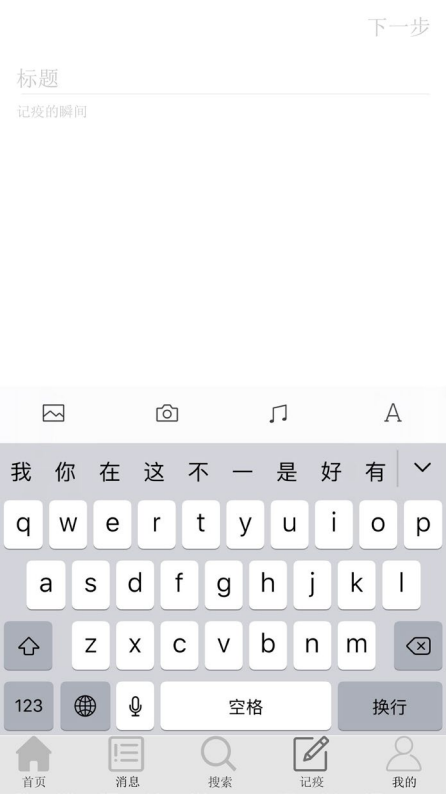 下一步
标题
记疫的瞬间
A
我 你 在 这 不 一 是 好 有
q w e r t y u i o p
a s d f g h j k l
z x c v b n m
123 空格 换行
首页 消息 搜索 记疫 我的